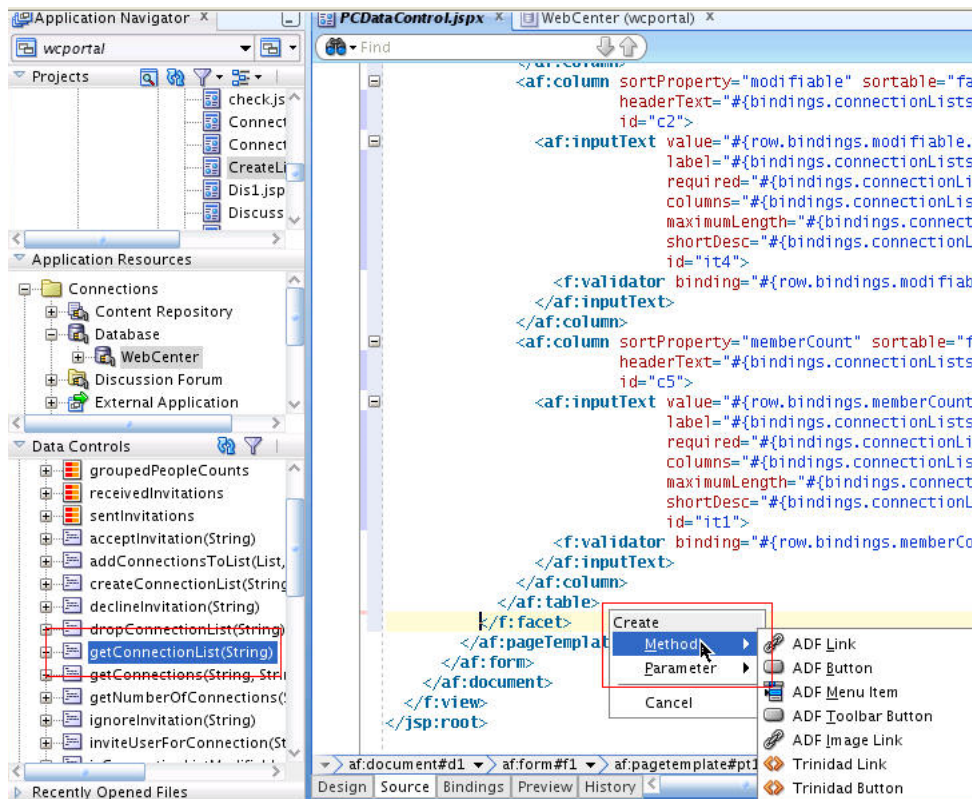 Application Navigator
wcportal
Projects
check.js
Connect
Connect
CreateLi
Dis1.jsp
Discuss
Application Resources
Connections
Content Repository
Database
WebCenter
Discussion Forum
External Application
Data Controls
groupedPeopleCounts
receivedInvitations
sentInvitations
acceptInvitation(String)
addConnectionsToList(List,
createConnectionList(String
declineInvitation(String)
dropConnectionList(String)
getConnectionList(String)
getConnections(String, Stri
getNumberOfConnections(
ignoreInvitation(String)
inviteUserForConnection(St
Recently Opened Files
PCDataControl.jspx
WebCenter (wcportal)
Find
</af:column>
<af:column sortProperty="modifiable" sortable="fa
headerText="#{bindings.connectionLists
id="c2">
<af:inputText value="#{row.bindings.modifiable.
label="#{bindings.connectionLists
required="#{bindings.connectionLi
columns="#{bindings.connectionLis
maximumLength="#{bindings.connect
shortDesc="#{bindings.connectionL
id="it4">
<f:validator binding="#{row.bindings.modifiab
</af:inputText>
</af:column>
<af:column sortProperty="memberCount" sortable="f
headerText="#{bindings.connectionLists
id="c5">
<af:inputText value="#{row.bindings.memberCount
label="#{bindings.connectionLists
required="#{bindings.connectionLi
columns="#{bindings.connectionLis
maximumLength="#{bindings.connect
shortDesc="#{bindings.connectionL
id="it1">
<f:validator binding="#{row.bindings.memberCo
</af:inputText>
</af:column>
</af:table>
</f:facet>
</af:pageTemplat
</af:form>
</af:document>
</f:view>
</jsp:root>
Create
Method
Parameter
Cancel
ADF Link
ADF Button
ADF Menu Item
ADF Toolbar Button
ADF Image Link
Trinidad Link
Trinidad Button
af:document#d1
af:form#f1
af:pagetemplate#pt1
Design
Source
Bindings
Preview
History